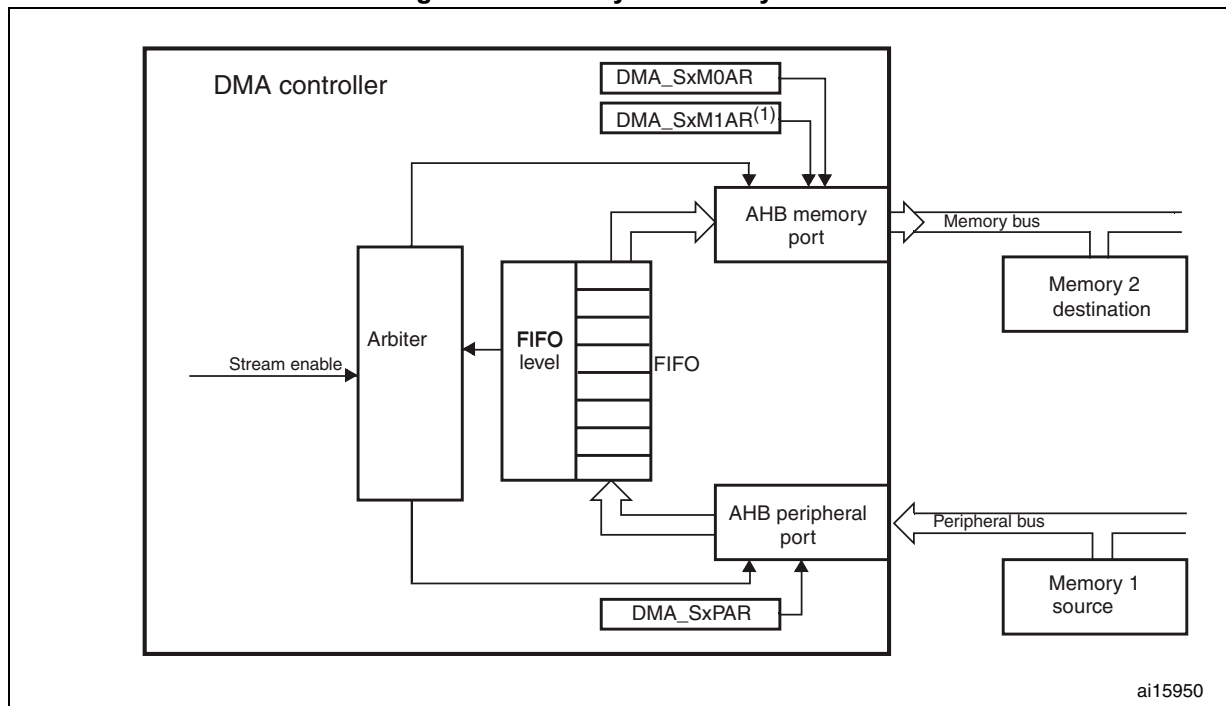 DMA controller
DMA_SxM0AR
DMA_SxM1AR(1)
AHB memory
port
Memory bus
Memory 2
destination
Arbiter
FIFO
level
FIFO
Stream enable
AHB peripheral
port
Peripheral bus
Memory 1
source
DMA_SxPAR
ai15950